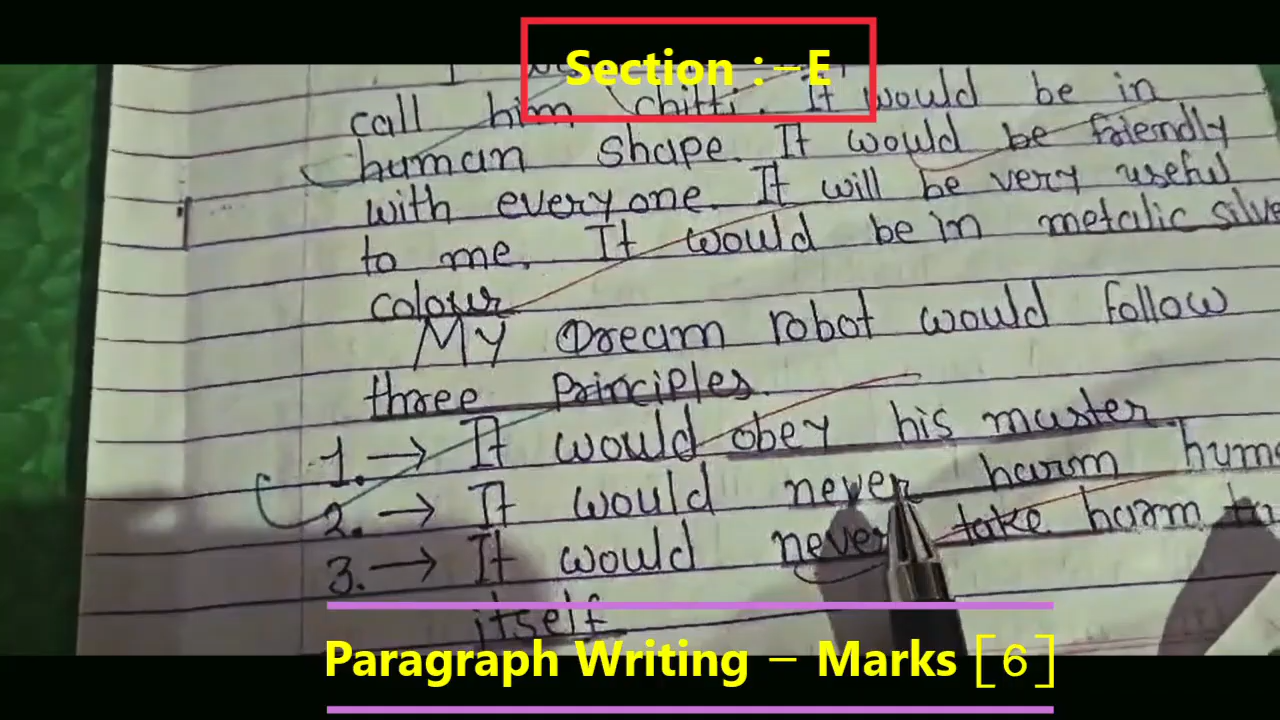 Section :-E
call him chitti. It would be in
human shape. It would be friendly
with everyone. It will be very useful
to me. It would be in metalic silve
colour
My Dream robot would follow
three Principles.
1. → It would obey his master.
2. → It would never harm huma
3. → It would never take harm to
itself
Paragraph Writing – Marks [6]